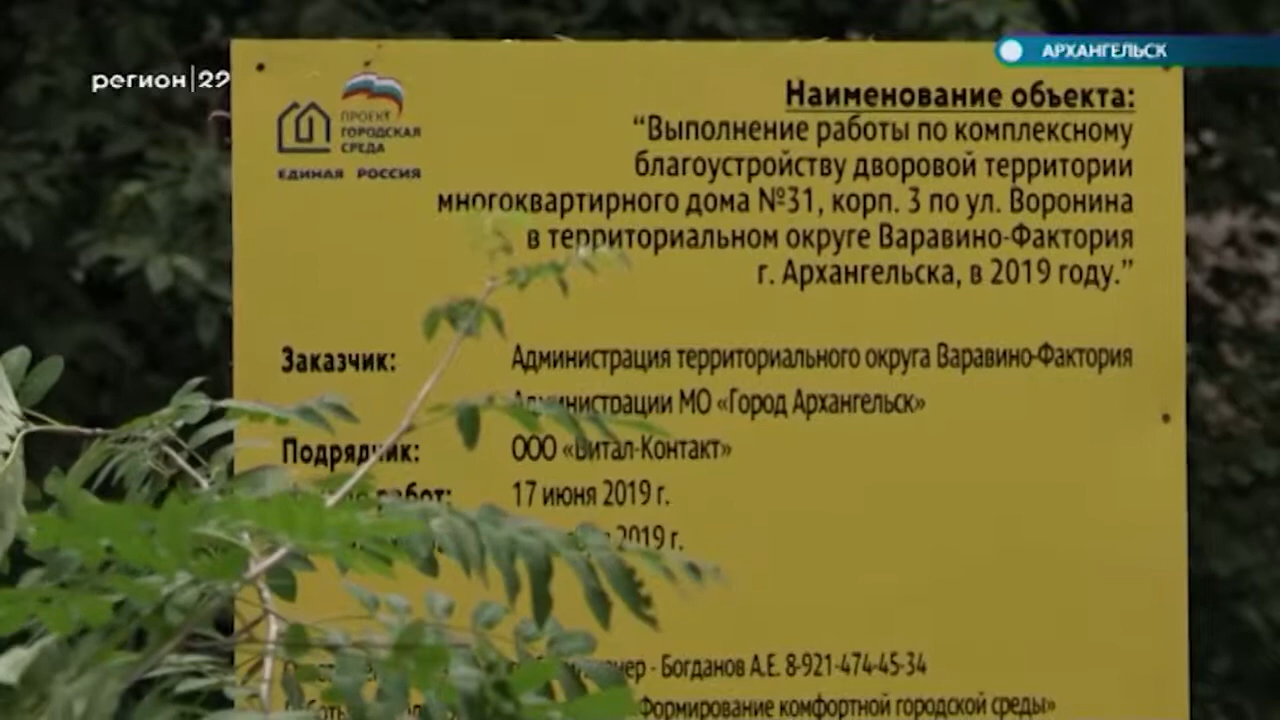 АРХАНГЕЛЬСК
регион|29
ПРОЕКТ
ГОРОДСКАЯ
СРЕДА
ЕДИНАЯ РОССИЯ
Наименование объекта:
“Выполнение работы по комплексному
благоустройству дворовой территории
многоквартирного дома №31, корп. 3 по ул. Воронина
в территориальном округе Варавино-Фактория
г. Архангельска, в 2019 году.”
Заказчик: Администрация территориального округа Варавино-Фактория
Администрации МО «Город Архангельск»
Подрядчик: ООО «Витал-Контакт»
работ: 17 июня 2019 г.
2019 г.
- Богданов А.Е. 8-921-474-45-34
Формирование комфортной городской среды»